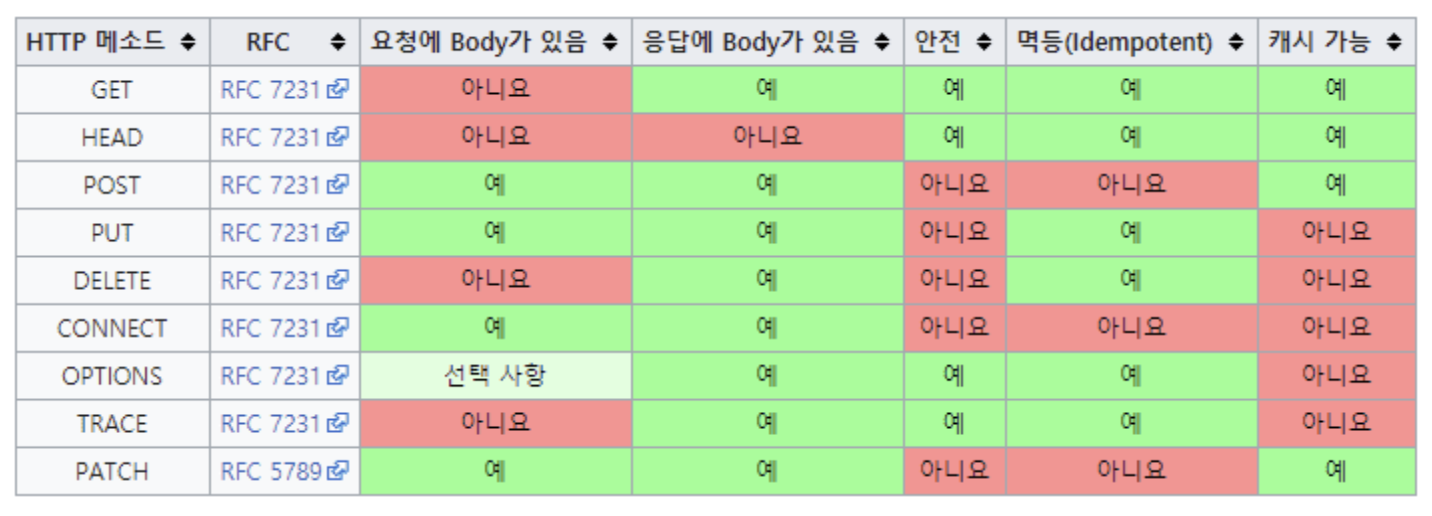 HTTP 메소드 RFC 요청에 Body가 있음 응답에 Body가 있음 안전 멱등(Idempotent) 캐시 가능
GET RFC 7231 아니요 예 예 예 예
HEAD RFC 7231 아니요 아니요 예 예 예
POST RFC 7231 예 예 아니요 아니요 예
PUT RFC 7231 예 예 아니요 예 아니요
DELETE RFC 7231 아니요 예 아니요 예 아니요
CONNECT RFC 7231 예 예 아니요 아니요 아니요
OPTIONS RFC 7231 선택 사항 예 예 예 아니요
TRACE RFC 7231 아니요 예 예 예 아니요
PATCH RFC 5789 예 예 아니요 아니요 예